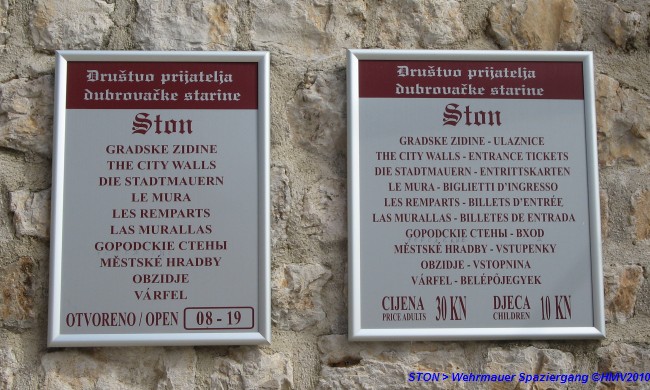 Društvo prijatelja
dubrovačke starine
Ston
GRADSKE ZIDINE
THE CITY WALLS
DIE STADTMAUERN
LE MURA
LES REMPARTS
LAS MURALLAS
GOPODCKIE CTEHЫ
MĚSTSKÉ HRADBY
OBZIDJE
VÁRFEL
OTVORENO / OPEN 08 - 19
Društvo prijatelja
dubrovačke starine
Ston
GRADSKE ZIDINE - ULAZNICE
THE CITY WALLS - ENTRANCE TICKETS
DIE STADTMAUERN - ENTRITTSKARTEN
LE MURA - BIGLIETTI D'INGRESSO
LES REMPARTS - BILLETS D'ENTRÉE
LAS MURALLAS - BILLETES DE ENTRADA
GOPODCKIE CTEHЫ - BXOD
MĚSTSKÉ HRADBY - VSTUPENKY
OBZIDJE - VSTOPNINA
VÁRFEL - BELÉPÔJEGYEK
CIJENA 30 KN DJECA 10 KN
PRICE ADULTS CHILDREN
STON > Wehrmauer Spaziergang ©HMV2010